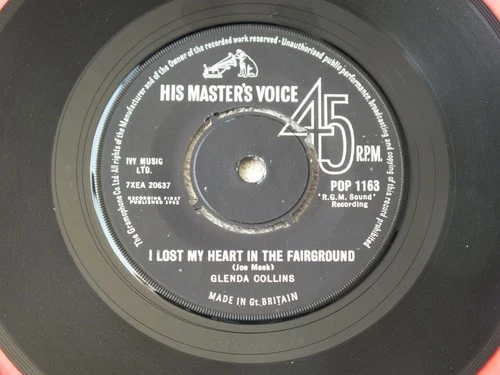 The Gramophone Co. Ltd. All rights of the Manufacturer and of the Owner of the recorded work reserved - Unauthorised public performance, broadcasting and copying of this record prohibited
HIS MASTER'S VOICE
45
R.P.M.
IVY MUSIC
LTD.
7XEA 20637
RECORDING FIRST
PUBLISHED 1963
POP 1163
"R.G.M. Sound"
Recording
I LOST MY HEART IN THE FAIRGROUND
(Joe Meek)
GLENDA COLLINS
MADE IN Gt. BRITAIN